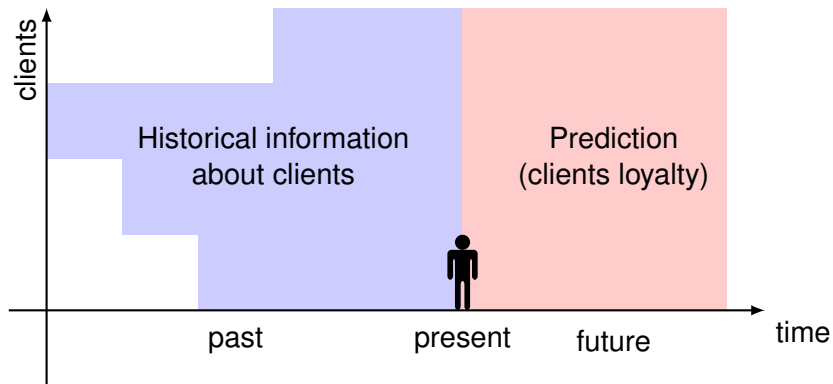 clients
Historical information
about clients
Prediction
(clients loyalty)
past
present
future
time